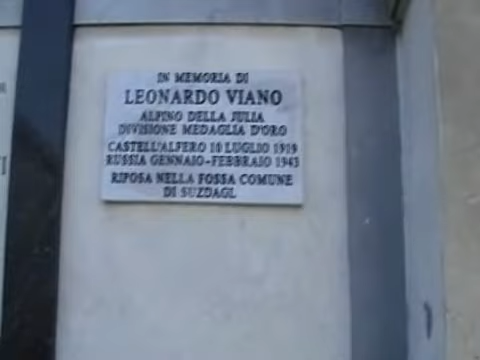 IN MEMORIA DI
LEONARDO VIANO
ALPINO DELLA JULIA
DIVISIONE MEDAGLIA D'ORO
CASTELL'ALFERO 10 LUGLIO 1919
RUSSIA GENNAIO-FEBBRAIO 1943
RIPOSA NELLA FOSSA COMUNE
DI SUZDAGL